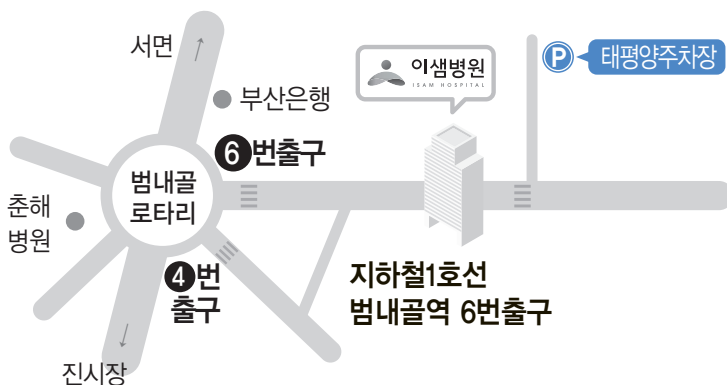 서면
이샘병원
ISAM HOSPITAL
P 태평양주차장
부산은행
6번출구
범내골
로타리
춘해
병원
4번
출구
지하철1호선
범내골역 6번출구
진시장